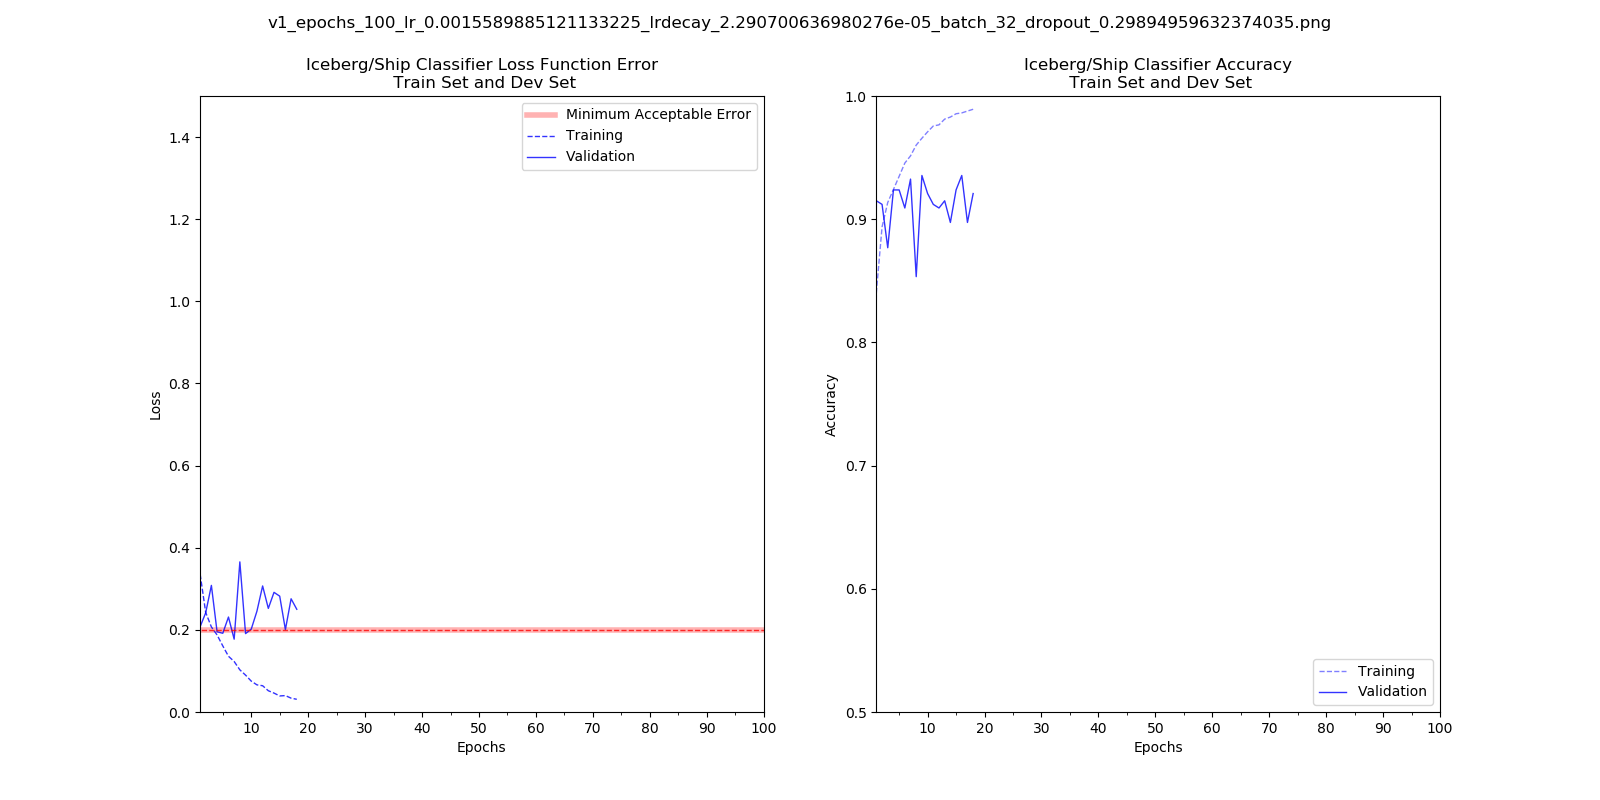 v1_epochs_100_lr_0.0015589885121133225_lrdecay_2.290700636980276e-05_batch_32_dropout_0.29894959632374035.png
Iceberg/Ship Classifier Loss Function Error
Train Set and Dev Set
Minimum Acceptable Error
Training
Validation
1.4
1.2
1.0
0.8
0.6
0.4
0.2
0.0
Loss
10 20 30 40 50 60 70 80 90 100
Epochs
Iceberg/Ship Classifier Accuracy
Train Set and Dev Set
1.0
0.9
0.8
0.7
0.6
0.5
Accuracy
Training
Validation
10 20 30 40 50 60 70 80 90 100
Epochs